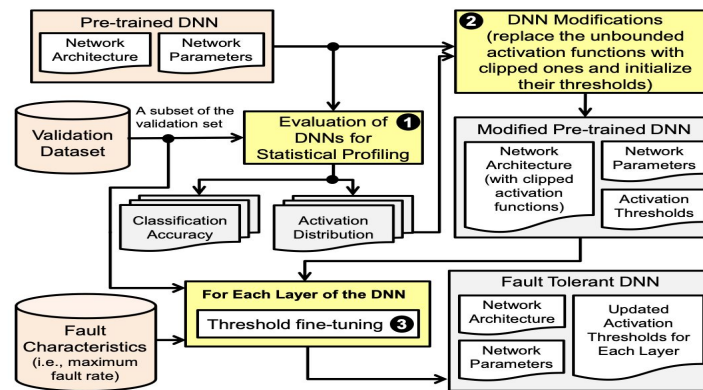 Pre-trained DNN
Network
Architecture
Network
Parameters
2
DNN Modifications
(replace the unbounded
activation functions with
clipped ones and initialize
their thresholds)
Validation
Dataset
A subset of the
validation set
Evaluation of
DNNs for
Statistical Profiling
1
Classification
Accuracy
Activation
Distribution
Modified Pre-trained DNN
Network
Architecture
(with clipped
activation
functions)
Network
Parameters
Activation
Thresholds
For Each Layer of the DNN
Threshold fine-tuning 3
Fault
Characteristics
(i.e., maximum
fault rate)
Fault Tolerant DNN
Network
Architecture
Network
Parameters
Updated
Activation
Thresholds for
Each Layer